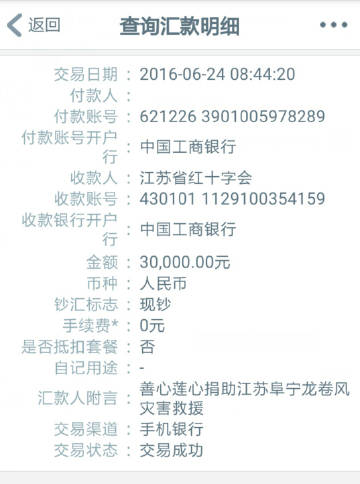 返回 查询汇款明细
交易日期： 2016-06-24 08:44:20
付款人：
付款账号： 621226 3901005978289
付款账号开户
行： 中国工商银行
收款人： 江苏省红十字会
收款账号： 430101 1129100354159
收款银行开户
行： 中国工商银行
金额： 30,000.00元
币种： 人民币
钞汇标志： 现钞
手续费*： 0元
是否抵扣套餐： 否
自记用途： -
汇款人附言： 善心莲心捐助江苏阜宁龙卷风
灾害救援
交易渠道： 手机银行
交易状态： 交易成功